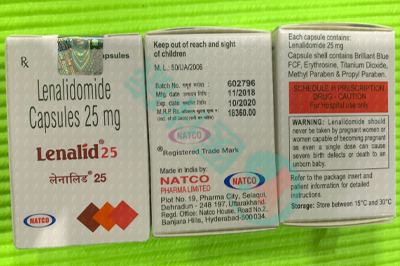 Rx
apsules
Lenalidomide
Capsules 25 mg
Lenalid® 25
लेनालिड 25
NATCO
Keep out of reach and sight of
children
M. L.: 50/UA/2006
Batch No. 602796
Mfg. date 11/2018
Exp. date 10/2020
M.R.P. Rs. 18360.00
NATCO
®Registered Trade Mark
Made in India by:
NATCO
PHARMA LIMITED
NATCO
Plot No. 19, Pharma City, Selaqui,
Dehradun - 248 197, Uttarakhand.
Regd. Office: Natco House, Road No.2,
Banjara Hills, Hyderabad-500034.
Each capsule contains:
Lenalidomide 25 mg
Capsule shell contains Brilliant Blue
FCF, Erythrosine, Titanium Dioxide,
Methyl Paraben & Propyl Paraben.
SCHEDULE H PRESCRIPTION
DRUG - CAUTION
For Hospital use only
WARNING: Lenalidomide should
never be taken by pregnant women or
women capable of becoming pregnant
as even a single dose can cause
severe birth defects or death to an
unborn baby.
Refer to the package insert and
patient information for detailed
instructions.
Storage: Store between 15°C and 30°C